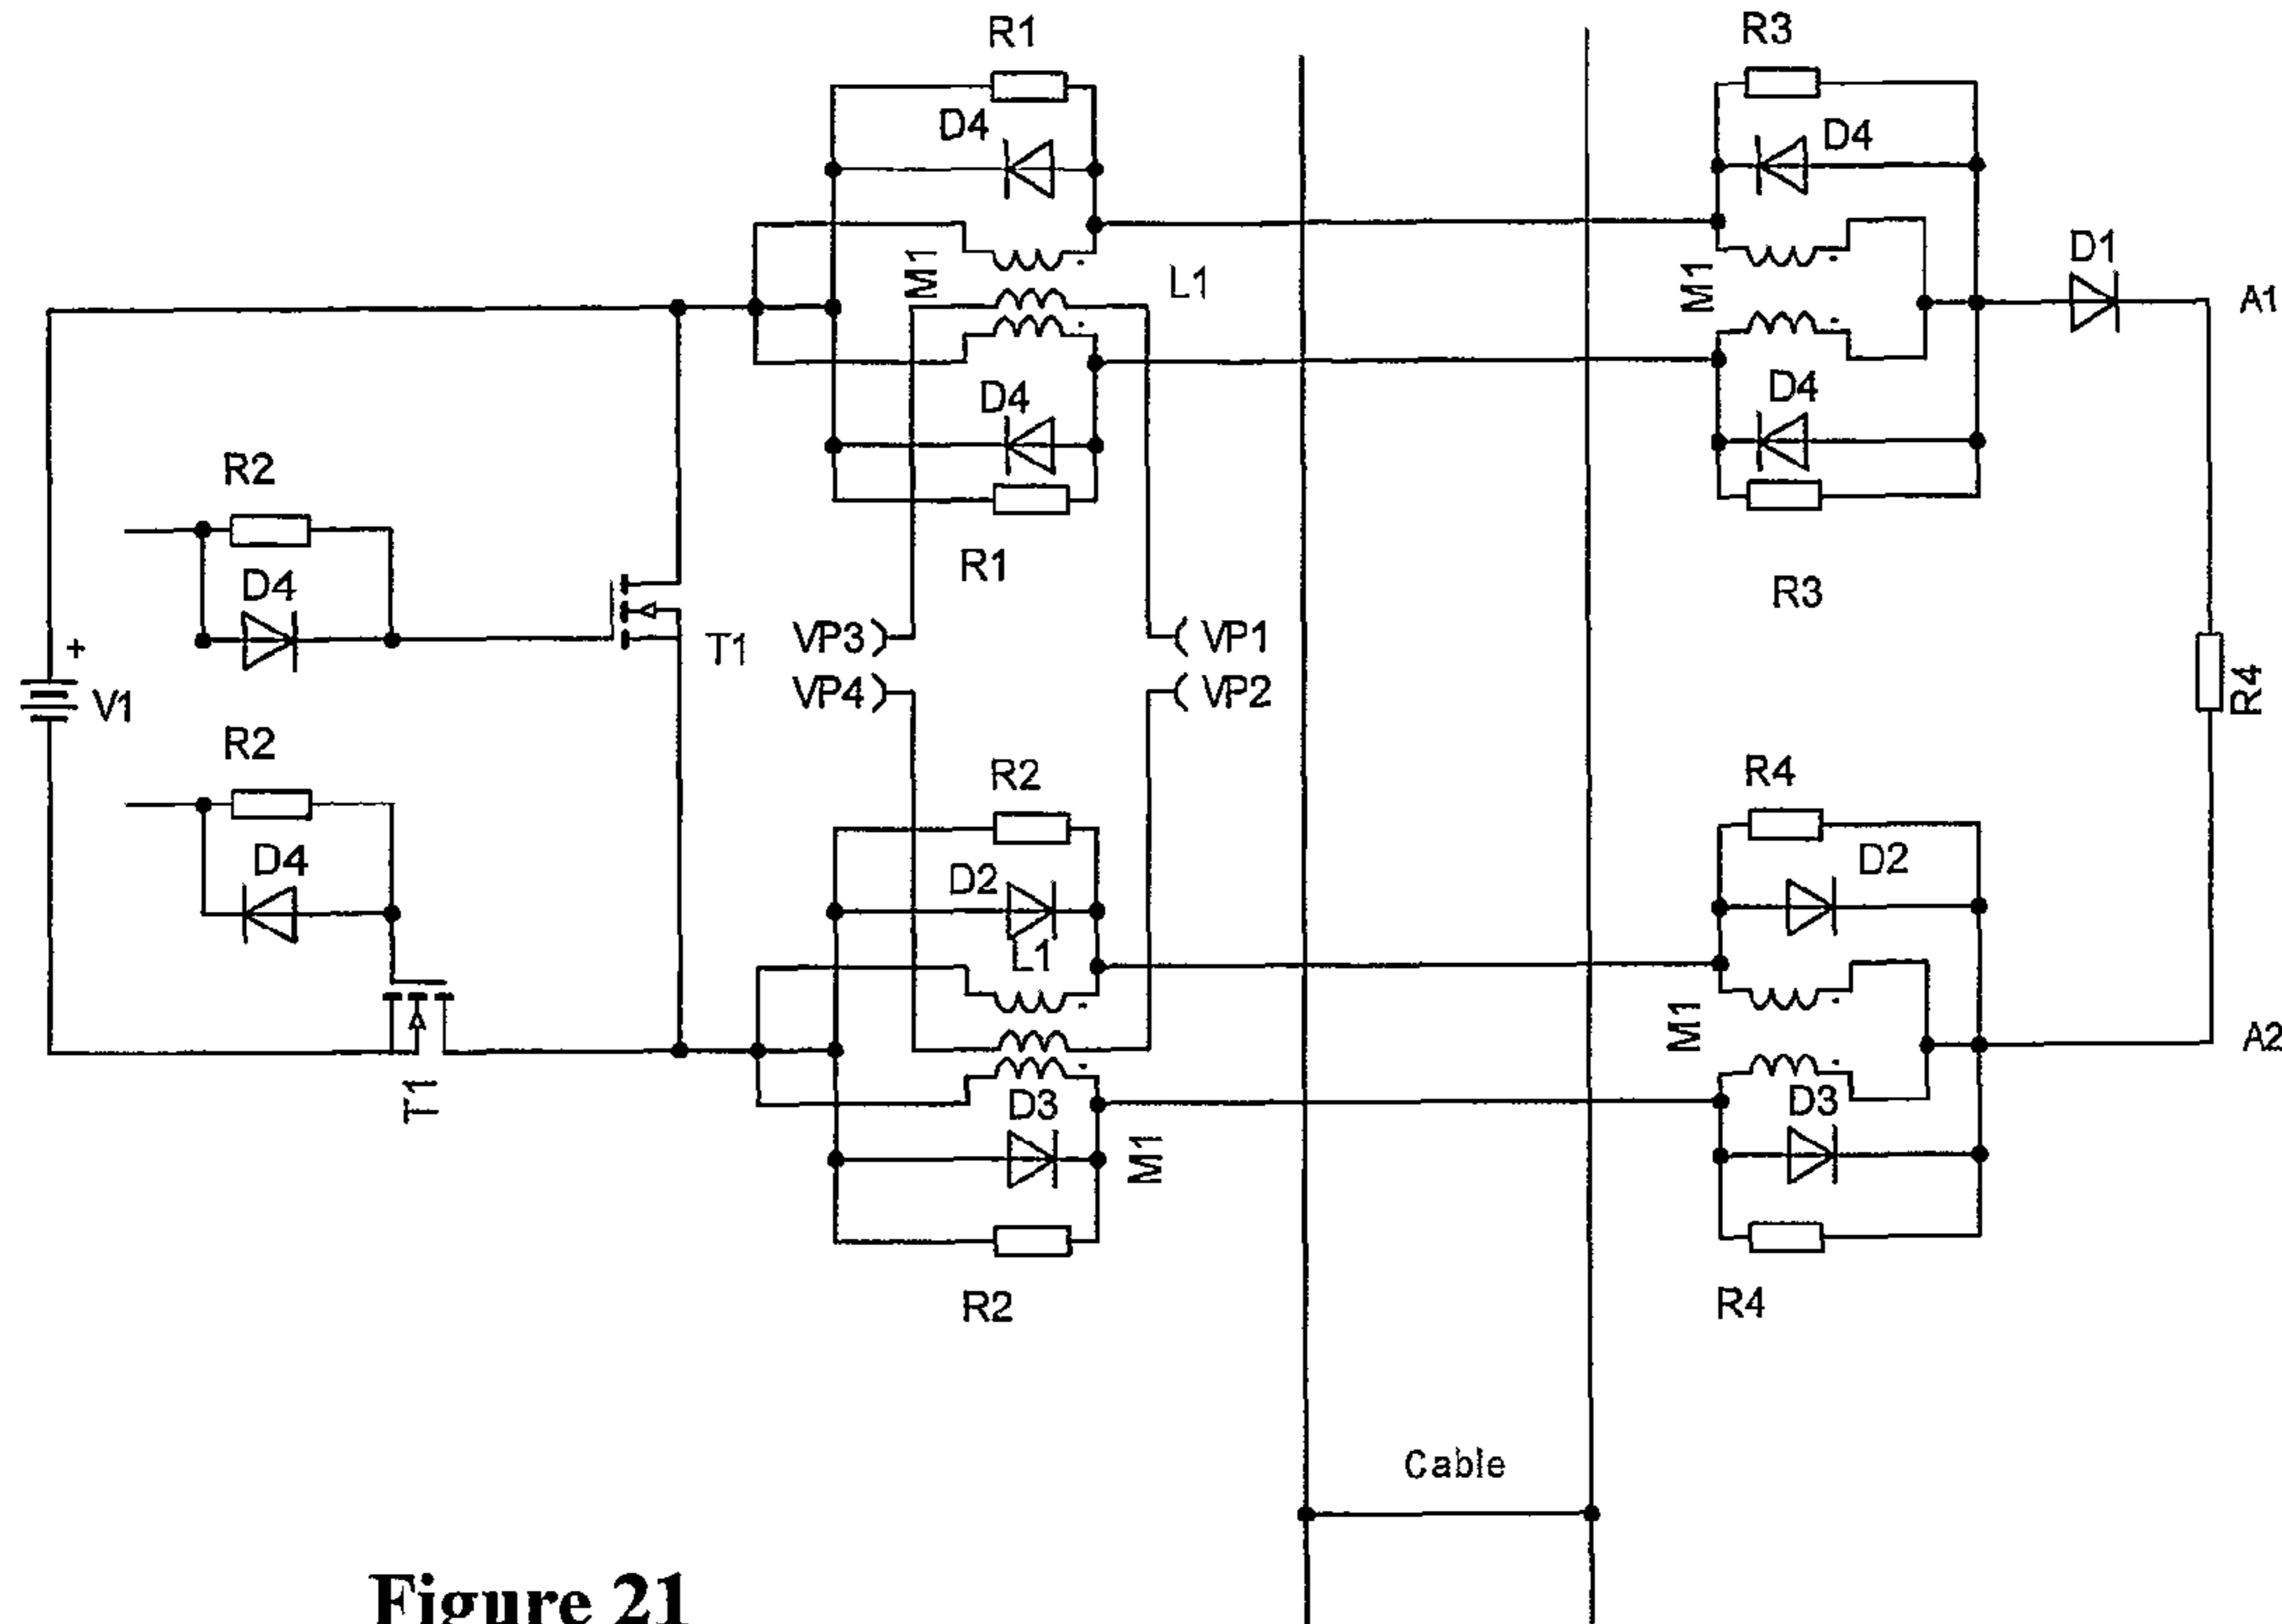 R1
R3
D4
D4
D1
M1
L1
M1
A1
D4
D4
R2
R1
R3
D4
T1
VP3
VP1
+
V1
VP4
VP2
R4
R2
R2
R4
D4
D2
D2
L1
M1
A2
T1
D3
M1
D3
R2
R4
Cable
Figure 21